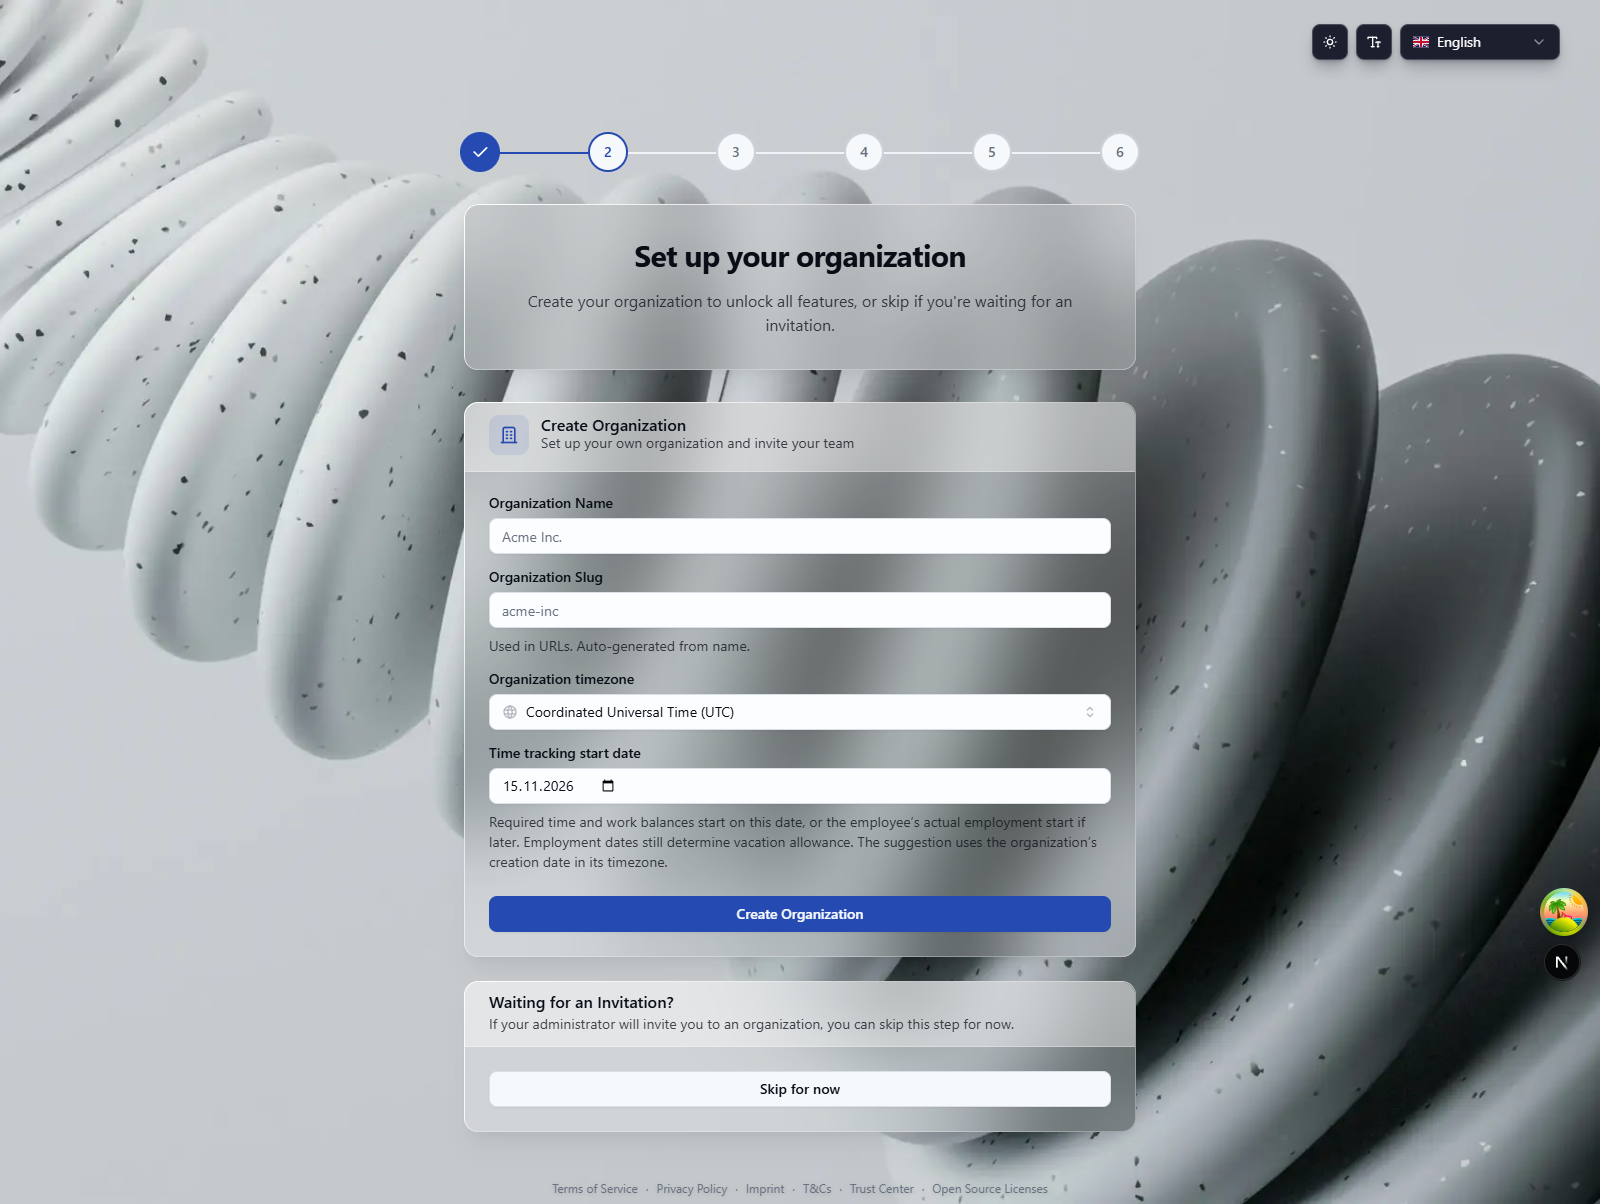 English
2
3
4
5
6
Set up your organization
Create your organization to unlock all features, or skip if you're waiting for an
invitation.
Create Organization
Set up your own organization and invite your team
Organization Name
Acme Inc.
Organization Slug
acme-inc
Used in URLs. Auto-generated from name.
Organization timezone
Coordinated Universal Time (UTC)
Time tracking start date
15.11.2026
Required time and work balances start on this date, or the employee’s actual employment start if
later. Employment dates still determine vacation allowance. The suggestion uses the organization’s
creation date in its timezone.
Create Organization
Waiting for an Invitation?
If your administrator will invite you to an organization, you can skip this step for now.
Skip for now
Terms of Service · Privacy Policy · Imprint · T&Cs · Trust Center · Open Source Licenses